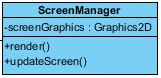 ScreenManager
-screenGraphics : Graphics2D
+render()
+updateScreen()